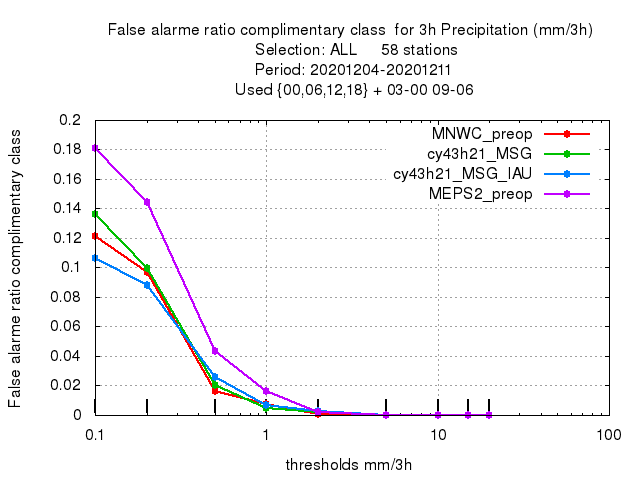 False alarme ratio complimentary class  for 3h Precipitation (mm/3h)
Selection: ALL     58 stations
Period: 20201204-20201211
Used {00,06,12,18} + 03-00 09-06
False alarme ratio complimentary class
0.2
0.18
0.16
0.14
0.12
0.1
0.08
0.06
0.04
0.02
0
MNWC_preop
cy43h21_MSG
cy43h21_MSG_IAU
MEPS2_preop
0.1
1
10
100
thresholds mm/3h